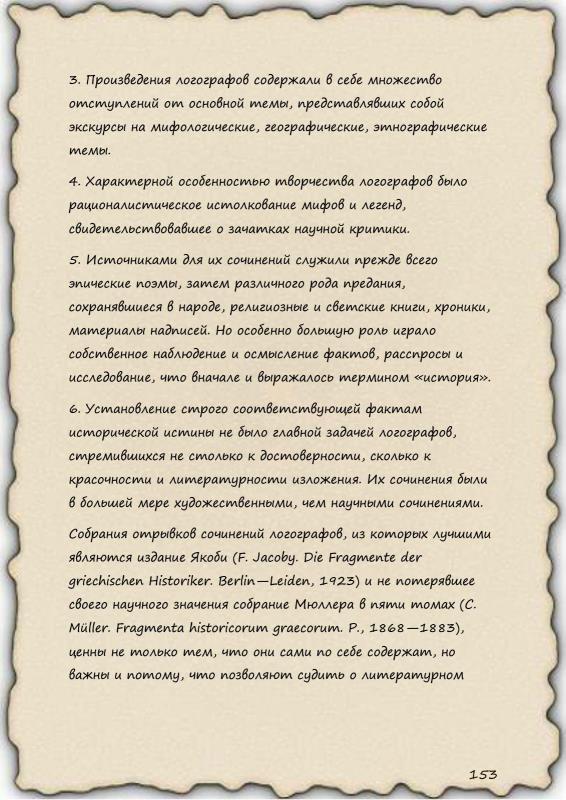 3. Произведения логографов содержали в себе множество
отступлений от основной темы, представлявших собой
экскурсы на мифологические, географические, этнографические
темы.
4. Характерной особенностью творчества логографов было
рационалистическое истолкование мифов и легенд,
свидетельствовавшее о зачатках научной критики.
5. Источниками для их сочинений служили прежде всего
эпические поэмы, затем различного рода предания,
сохранявшиеся в народе, религиозные и светские книги, хроники,
материалы надписей. Но особенно большую роль играло
собственное наблюдение и осмысление фактов, расспросы и
исследование, что вначале и выражалось термином «история».
6. Установление строго соответствующей фактам
исторической истины не было главной задачей логографов,
стремившихся не столько к достоверности, сколько к
красочности и литературности изложения. Их сочинения были
в большей мере художественными, чем научными сочинениями.
Собрания отрывков сочинений логографов, из которых лучшими
являются издание Якоби (F. Jacoby. Die Fragmente der
griechischen Historiker. Berlin—Leiden, 1923) и не потерявшее
своего научного значения собрание Мюллера в пяти томах (C.
Müller. Fragmenta historicorum graecorum. P., 1868—1883),
ценны не только тем, что они сами по себе содержат, но
важны и потому, что позволяют судить о литературном
153